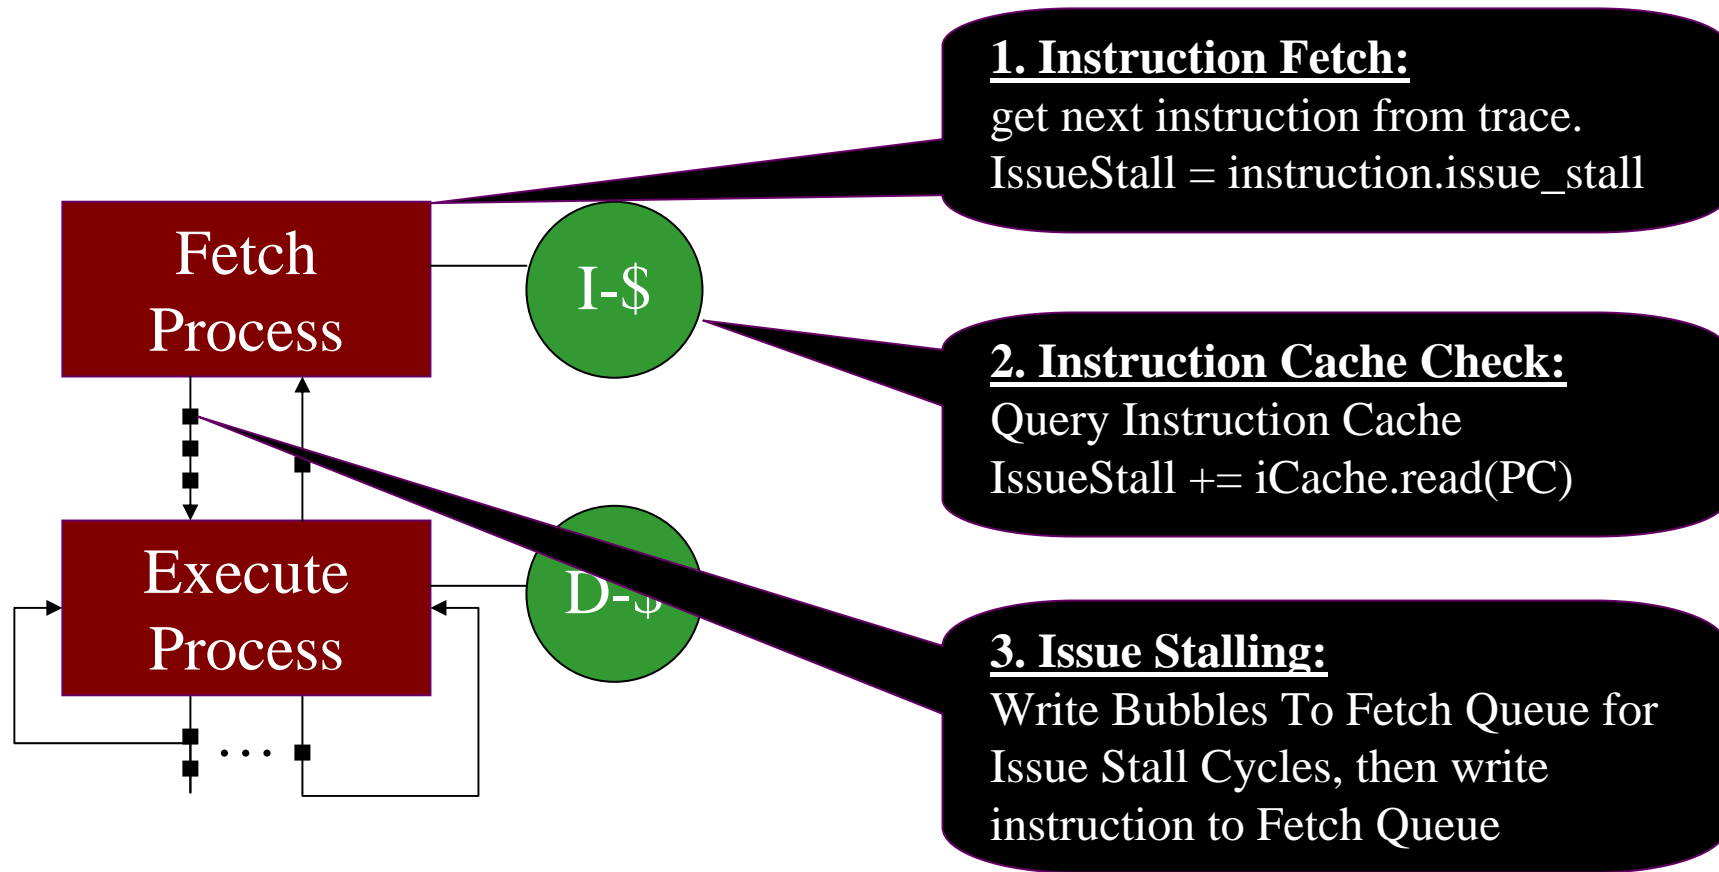 1. Instruction Fetch:
get next instruction from trace.
IssueStall = instruction.issue_stall
Fetch
Process
I-$
2. Instruction Cache Check:
Query Instruction Cache
IssueStall += iCache.read(PC)
Execute
Process
D-$
3. Issue Stalling:
Write Bubbles To Fetch Queue for
Issue Stall Cycles, then write
instruction to Fetch Queue
...